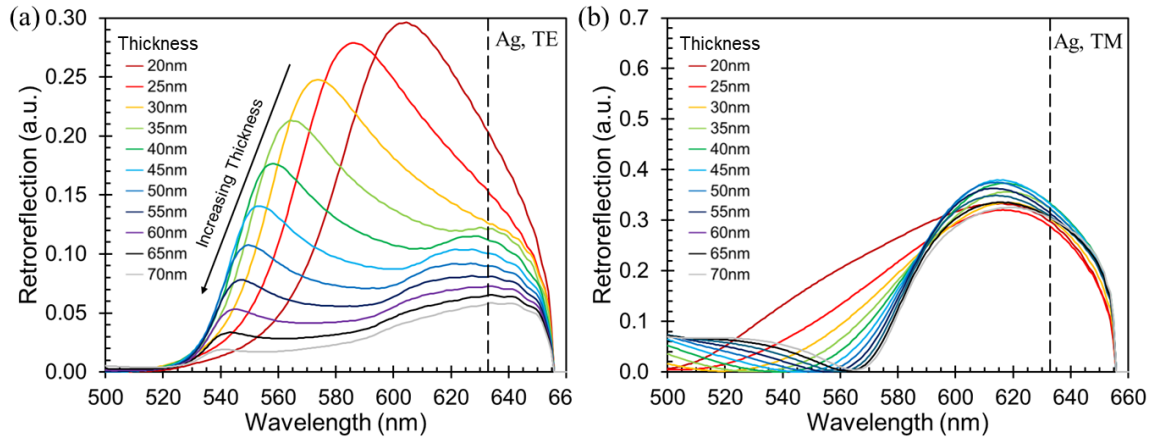 (a)
Retroreflection (a.u.)
0.30
0.25
0.20
0.15
0.10
0.05
0.00
Thickness
20nm
25nm
30nm
35nm
40nm
45nm
50nm
55nm
60nm
65nm
70nm
Increasing Thickness
Ag, TE
500 520 540 560 580 600 620 640 66
Wavelength (nm)
(b)
Retroreflection (a.u.)
0.7
0.6
0.5
0.4
0.3
0.2
0.1
0.0
Thickness
20nm
25nm
30nm
35nm
40nm
45nm
50nm
55nm
60nm
65nm
70nm
Ag, TM
500 520 540 560 580 600 620 640 660
Wavelength (nm)